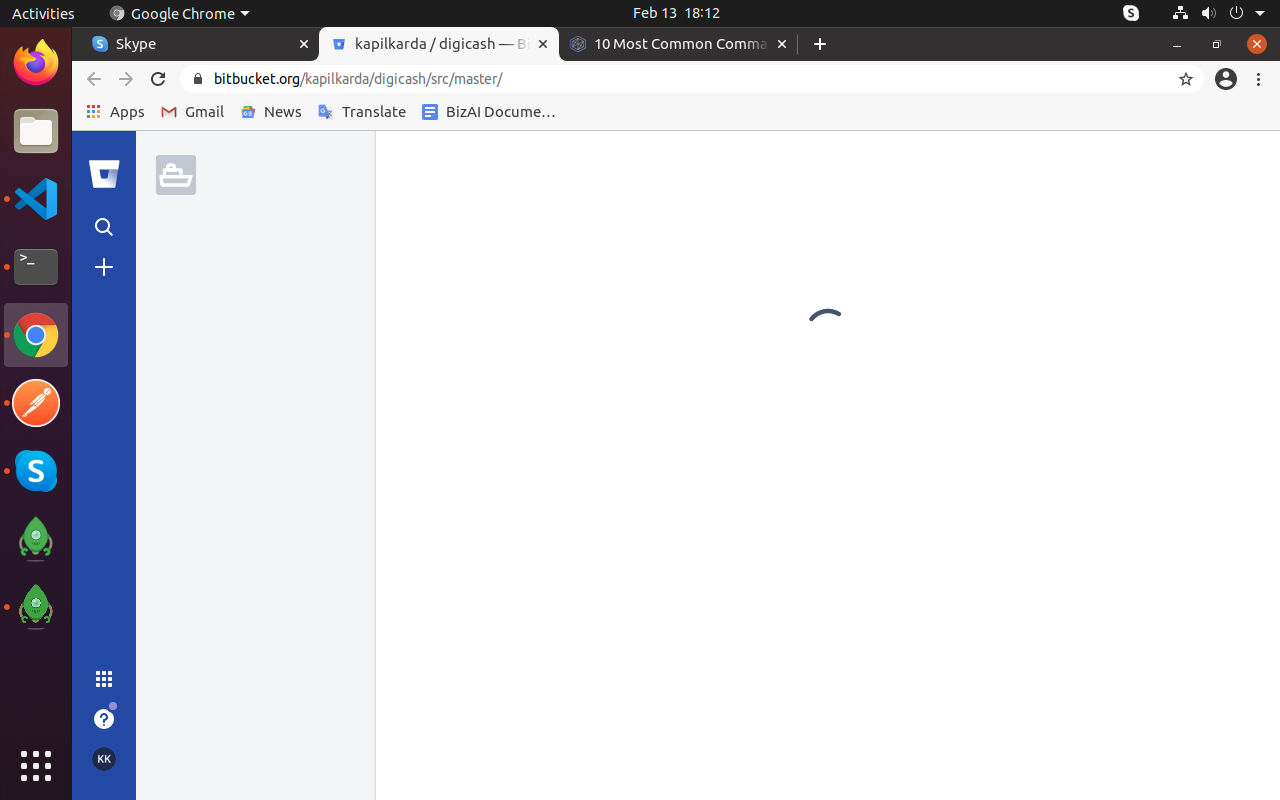 Activities
Google Chrome
Feb 13 18:12
Skype
kapilkarda / digicash — B
10 Most Common Comma
bitbucket.org/kapilkarda/digicash/src/master/
Apps
Gmail
News
Translate
BizAI Docume…
KK